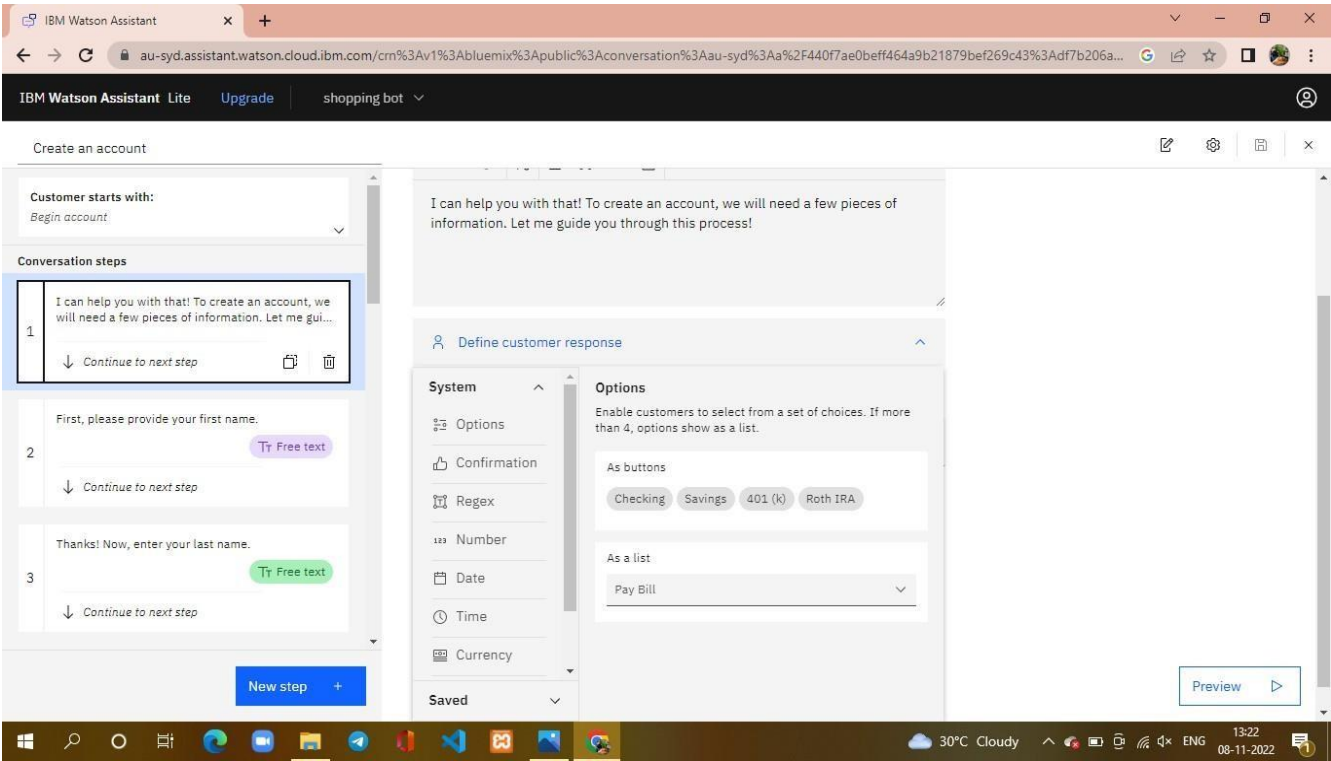 IBM Watson Assistant
au-syd.assistant.watson.cloud.ibm.com/crn%3Av1%3Abluemix%3Apublic%3Aconversation%3Aau-syd%3Aa%2F440f7ae0beff464a9b21879bef269c43%3Adf7b206a...
IBM Watson Assistant Lite Upgrade shopping bot
Create an account
Customer starts with:
Begin account
Conversation steps
1
I can help you with that! To create an account, we
will need a few pieces of information. Let me gui...
Continue to next step
2
First, please provide your first name.
Tт Free text
Continue to next step
3
Thanks! Now, enter your last name.
Tт Free text
Continue to next step
New step +
I can help you with that! To create an account, we will need a few pieces of
information. Let me guide you through this process!
Define customer response
System
Options
Confirmation
Regex
Number
Date
Time
Currency
Saved
Options
Enable customers to select from a set of choices. If more
than 4, options show as a list.
As buttons
Checking Savings 401 (k) Roth IRA
As a list
Pay Bill
Preview
30°C Cloudy ENG 13:22
08-11-2022